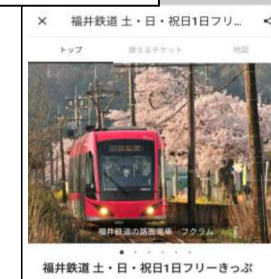 × 福井鉄道 土・日・祝日1日フリ...
トップ 使えるチケット 地図
福井鉄道の路面電車 フクラム
福井鉄道 土・日・祝日1日フリーきっぷ